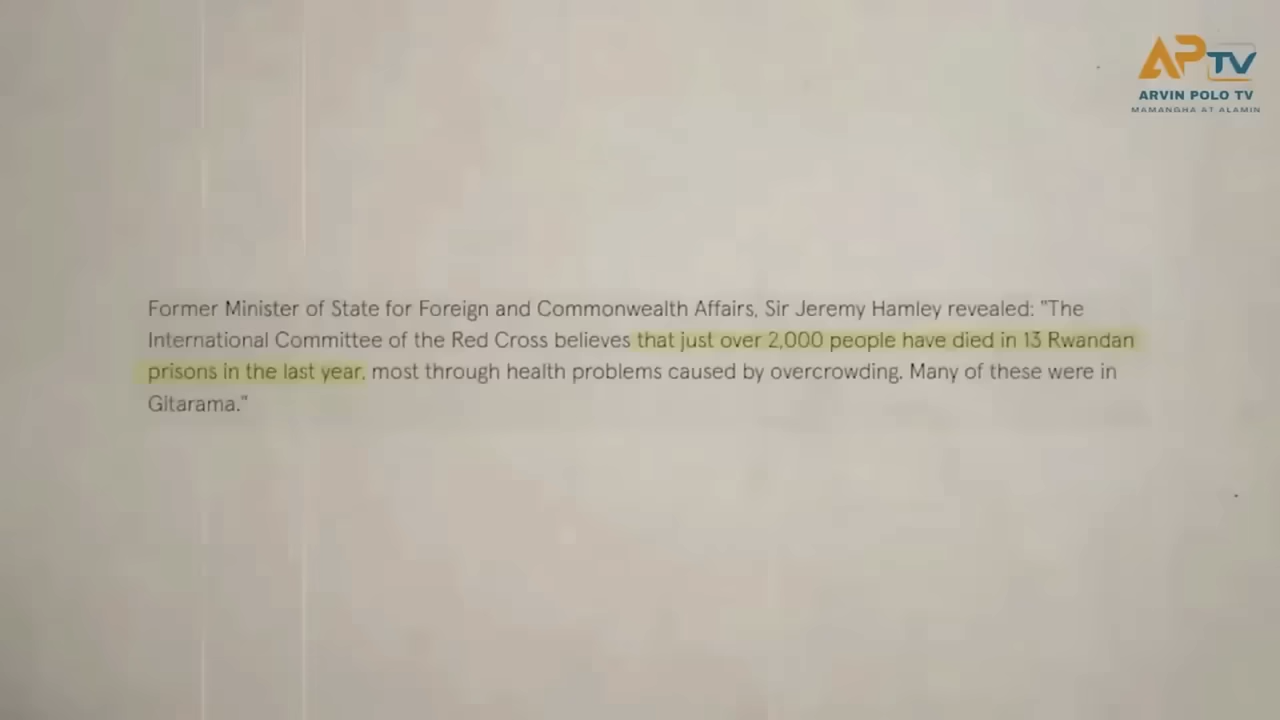 APTV
ARVIN POLO TV
MAMANGHA AT ALAMIN
Former Minister of State for Foreign and Commonwealth Affairs, Sir Jeremy Hamley revealed: "The
International Committee of the Red Cross believes that just over 2,000 people have died in 13 Rwandan
prisons in the last year, most through health problems caused by overcrowding. Many of these were in
Gitarama."